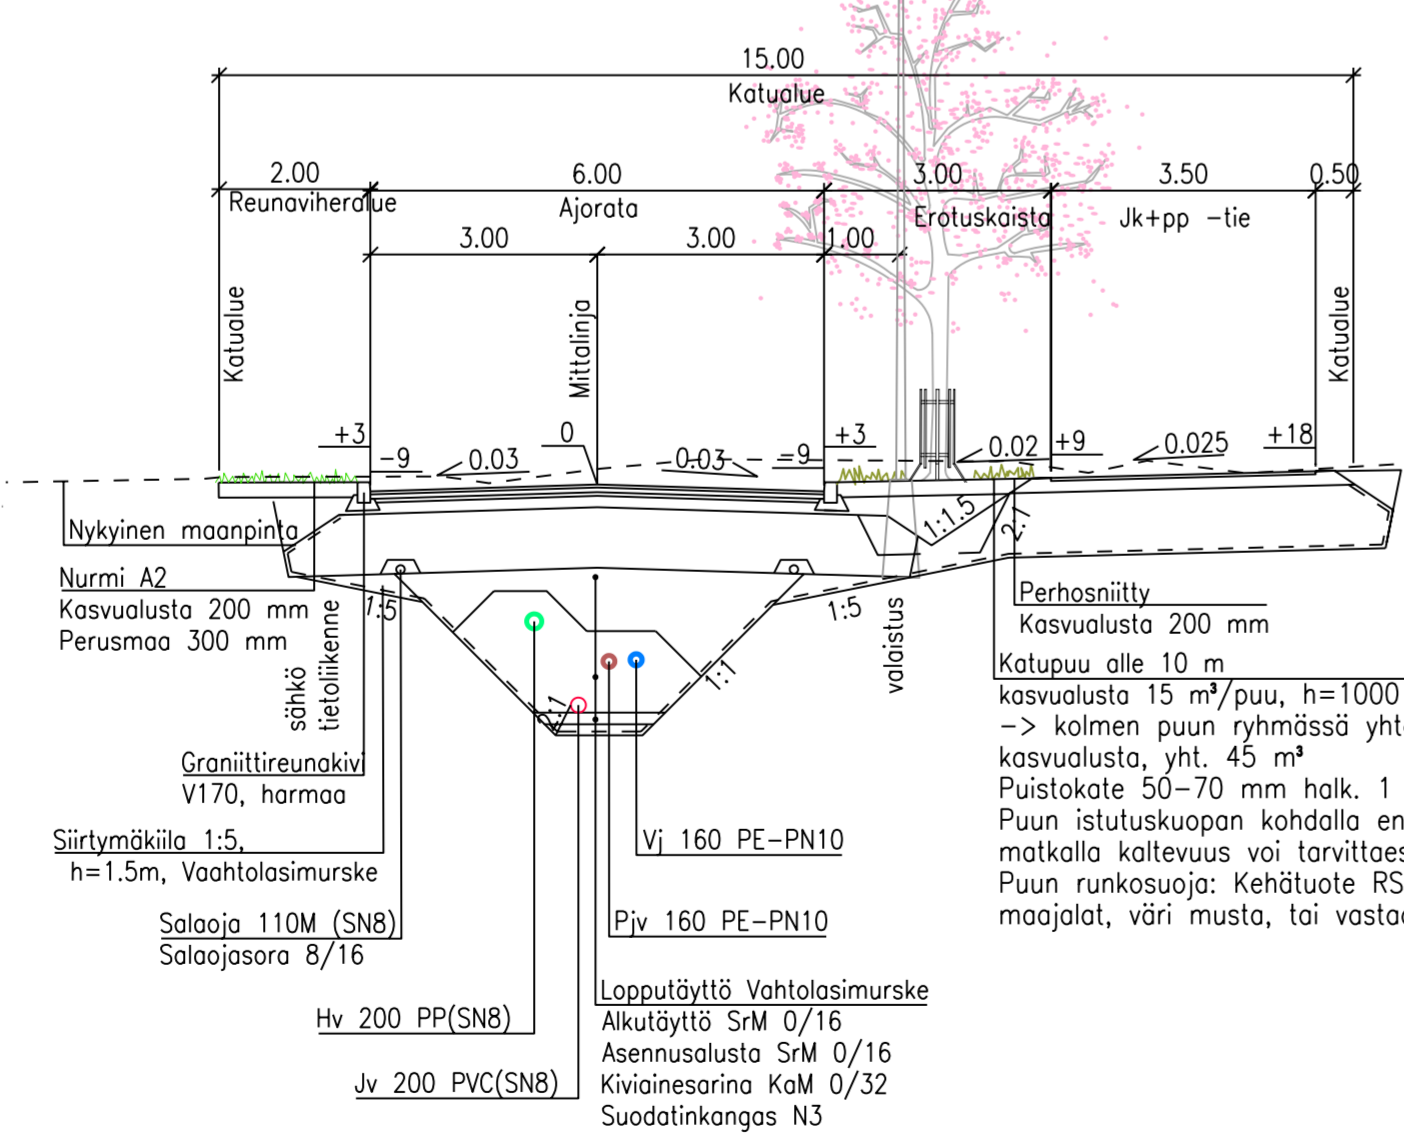 15.00
Katualue
2.00
6.00
3.00
3.50
0.50
Reunaviheralue
Ajorata
Erotuskaista
Jk+pp -tie
3.00
3.00
1.00
Katualue
Mittalinja
Katualue
+3
-9
0.03
0
0.03
-9
+3
0.02
+9
0.025
+18
Nykyinen maanpinta
1:1.5
2:1
Nurmi A2
Kasvualusta 200 mm
Perusmaa 300 mm
sähkö
tietoliikenne
1:5
1:5
1:1
2:1
valaistus
Perhosniitty
Kasvualusta 200 mm
Katupuu alle 10 m
kasvualusta 15 m³/puu, h=1000
-> kolmen puun ryhmässä
kasvualusta, yht. 45 m³
Puistokate 50-70 mm halk. 1
Puun istutuskuopan kohdalla
matkalla kaltevuus voi
Puun runkosuoja: Kehätuote
maajalat, väri musta, tai
Graniittireunakivi
V170, harmaa
Siirtymäkiila 1:5,
h=1.5m, Vaahtolasimurske
Salaoja 110M (SN8)
Salaojasora 8/16
Hv 200 PP(SN8)
Jv 200 PVC(SN8)
Vj 160 PE-PN10
Pjv 160 PE-PN10
Lopputäyttö Vahtolasimurske
Alkutäyttö SrM 0/16
Asennusalusta SrM 0/16
Kiviainesarina KaM 0/32
Suodatinkangas N3